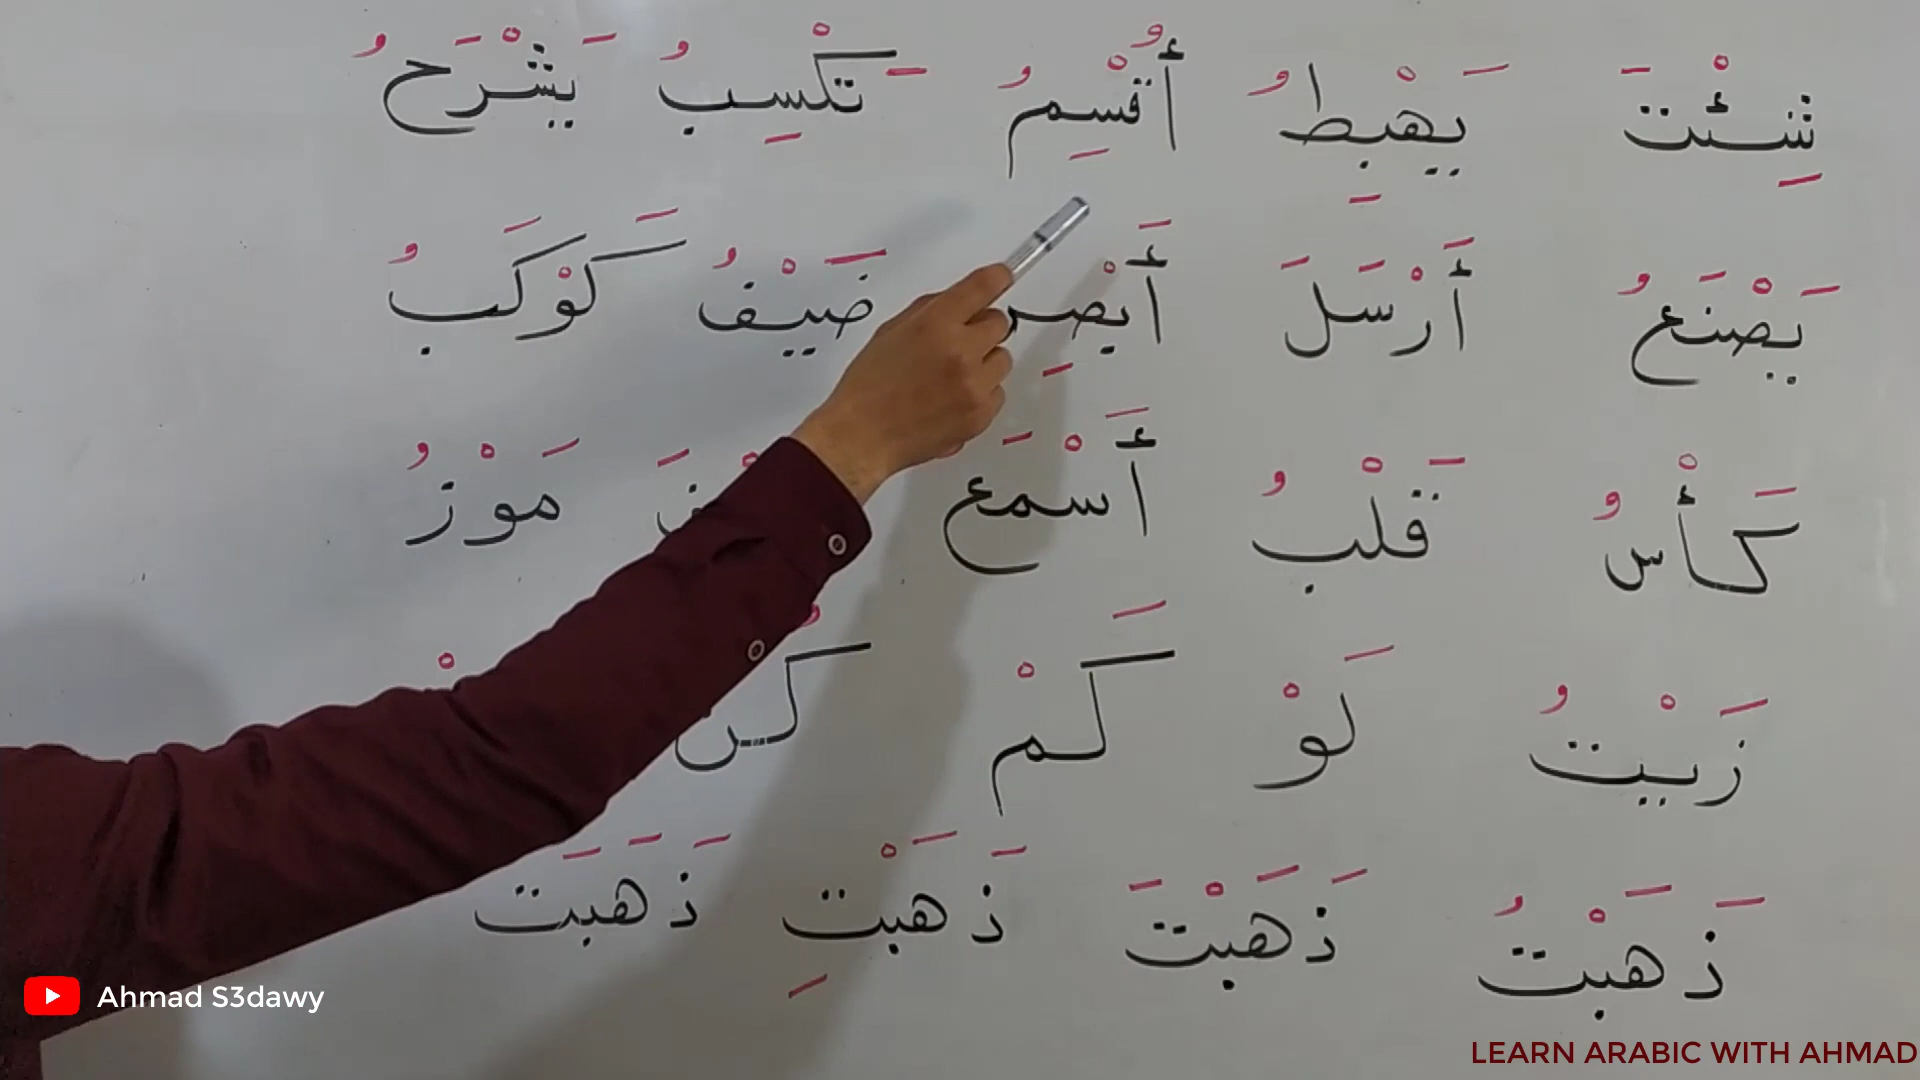 شِئْتَ يَهْبِطُ أُقْسِمُ تَكْسِبُ يَشْرَحُ
يَصْنَعُ أَرْسَلَ ضَيْفُ كَوْكَبُ
كَأْسُ قَلْبُ أَسْمَع مَوْزُ
زَيْتُ لَوْ كَمْ كُن
ذَهَبْتُ ذَهَبْتَ ذَهَبْتِ ذَهَبَت
Ahmad S3dawy
LEARN ARABIC WITH AHMAD